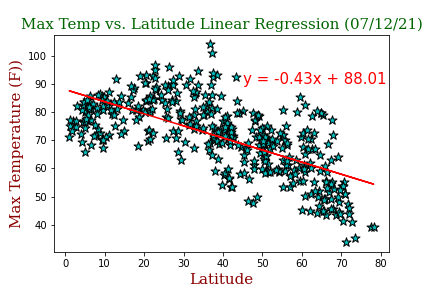 Max Temp vs. Latitude Linear Regression (07/12/21)
y = -0.43x + 88.01
Max Temperature (F))
100
90
80
70
60
50
40
0 10 20 30 40 50 60 70 80
Latitude